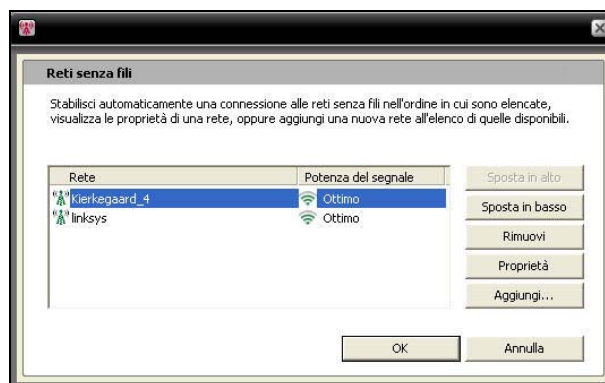 Reti senza fili
Stabilisci automaticamente una connessione alle reti senza fili nell'ordine in cui sono elencate,
visualizza le proprietà di una rete, oppure aggiungi una nuova rete all'elenco di quelle disponibili.
Rete Potenza del segnale
Kierkegaard_4 Ottimo
linksys Ottimo
Sposta in alto
Sposta in basso
Rimuovi
Proprietà
Aggiungi...
OK Annulla